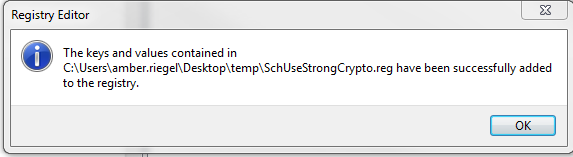 Registry Editor
The keys and values contained in
C:\Users\amber.riegel\Desktop\temp\SchUseStrongCrypto.reg have been successfully added
to the registry.
OK